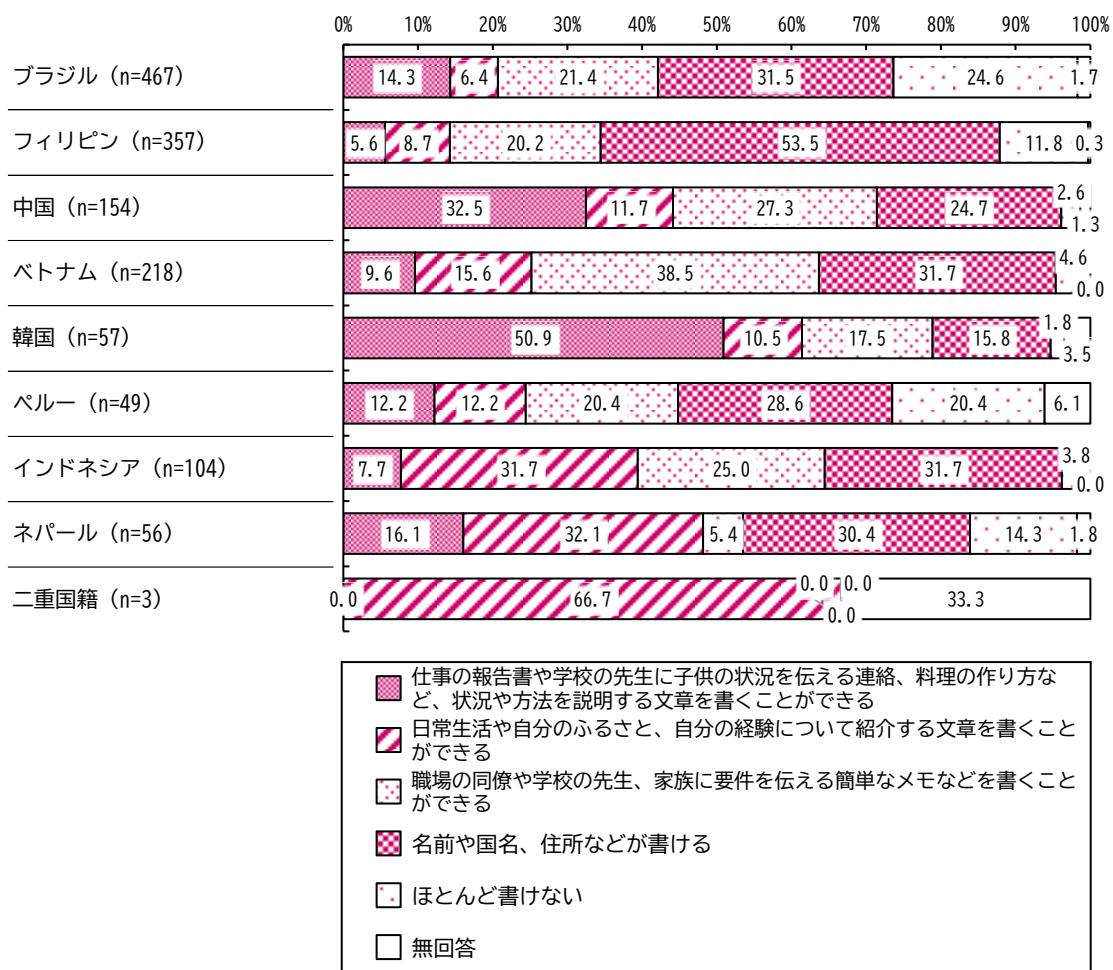 0% 10% 20% 30% 40% 50% 60% 70% 80% 90% 100%
ブラジル (n=467) 14.3 6.4 21.4 31.5 24.6 1.7
フィリピン (n=357) 5.6 8.7 20.2 53.5 11.8 0.3
中国 (n=154) 32.5 11.7 27.3 24.7 2.6 1.3
ベトナム (n=218) 9.6 15.6 38.5 31.7 4.6 0.0
韓国 (n=57) 50.9 10.5 17.5 15.8 1.8 3.5
ペルー (n=49) 12.2 12.2 20.4 28.6 20.4 6.1
インドネシア (n=104) 7.7 31.7 25.0 31.7 3.8 0.0
ネパール (n=56) 16.1 32.1 5.4 30.4 14.3 1.8
二重国籍 (n=3) 0.0 66.7 0.0 0.0 0.0 33.3
仕事の報告書や学校の先生に子供の状況を伝える連絡、料理の作り方な
ど、状況や方法を説明する文章を書くことができる
日常生活や自分のふるさと、自分の経験について紹介する文章を書くこと
ができる
職場の同僚や学校の先生、家族に要件を伝える簡単なメモなどを書くこと
ができる
名前や国名、住所などが書ける
ほとんど書けない
無回答